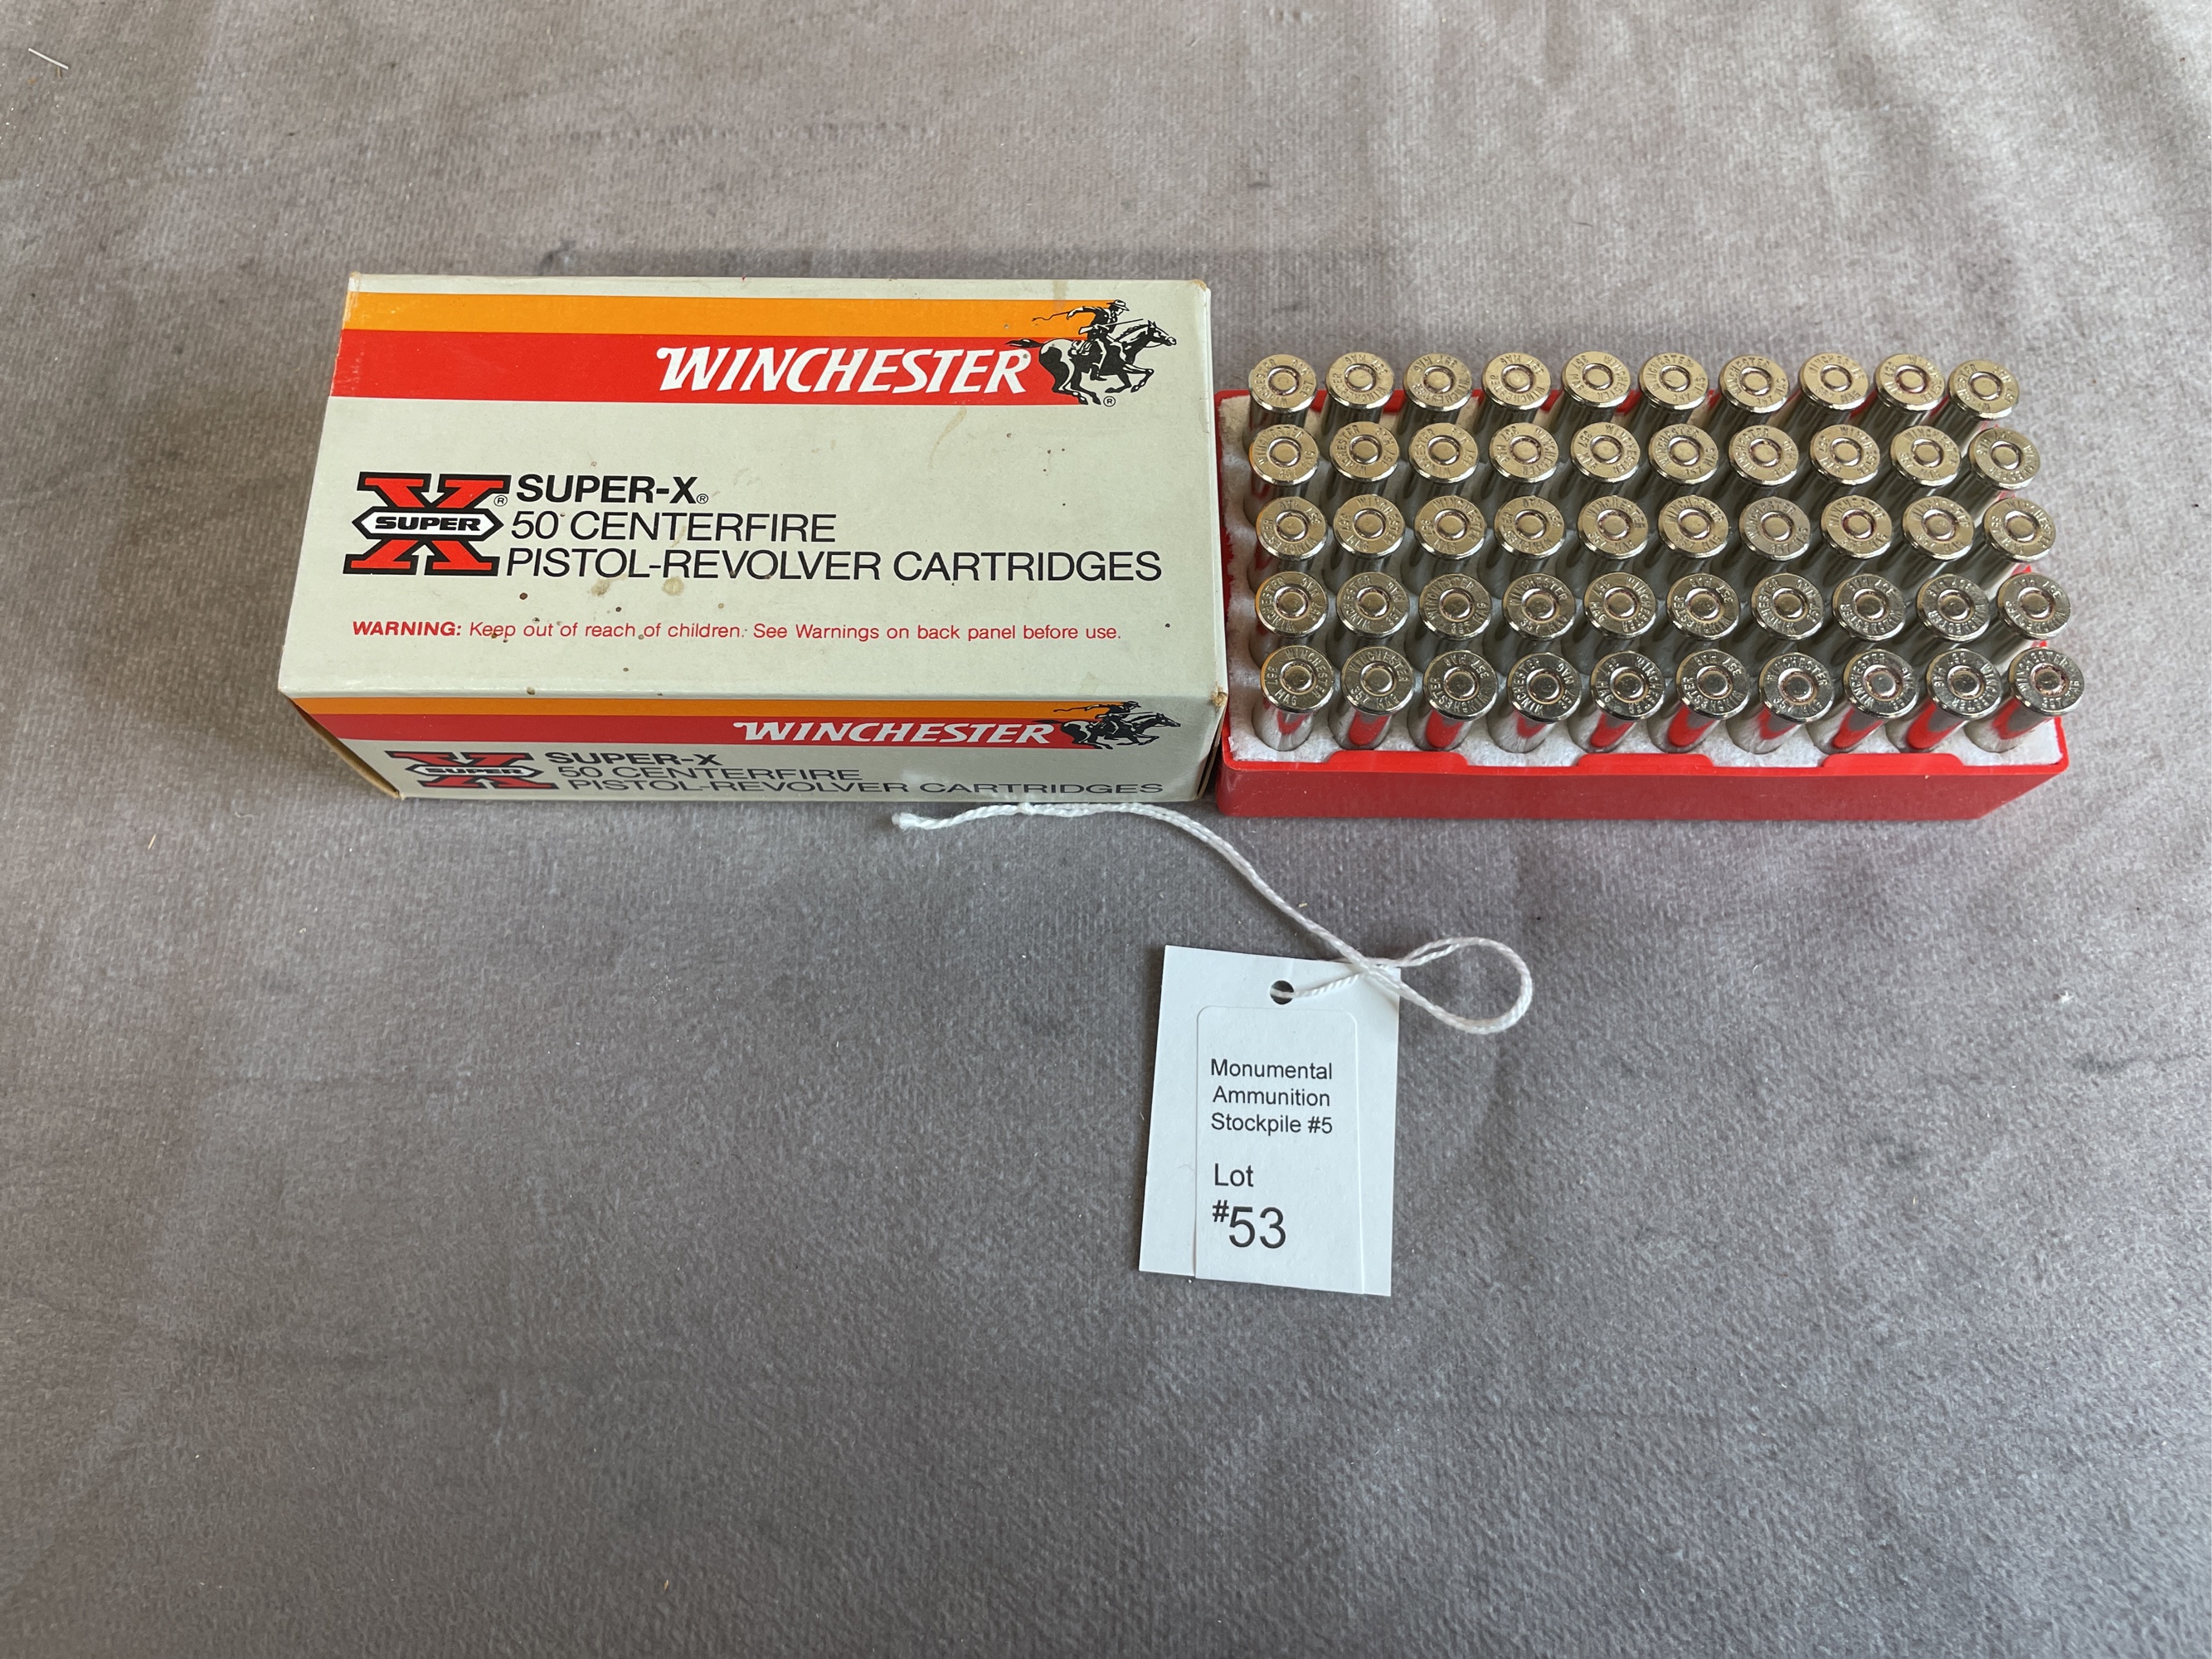 WINCHESTER®
®
SUPER
®
SUPER-X®
50 CENTERFIRE
PISTOL-REVOLVER CARTRIDGES
WARNING: Keep out of reach of children. See Warnings on back panel before use.
WINCHESTER
SUPER
SUPER-X
50 CENTERFIRE
PISTOL-REVOLVER CARTRIDGES
Monumental
Ammunition
Stockpile #5
Lot
#53